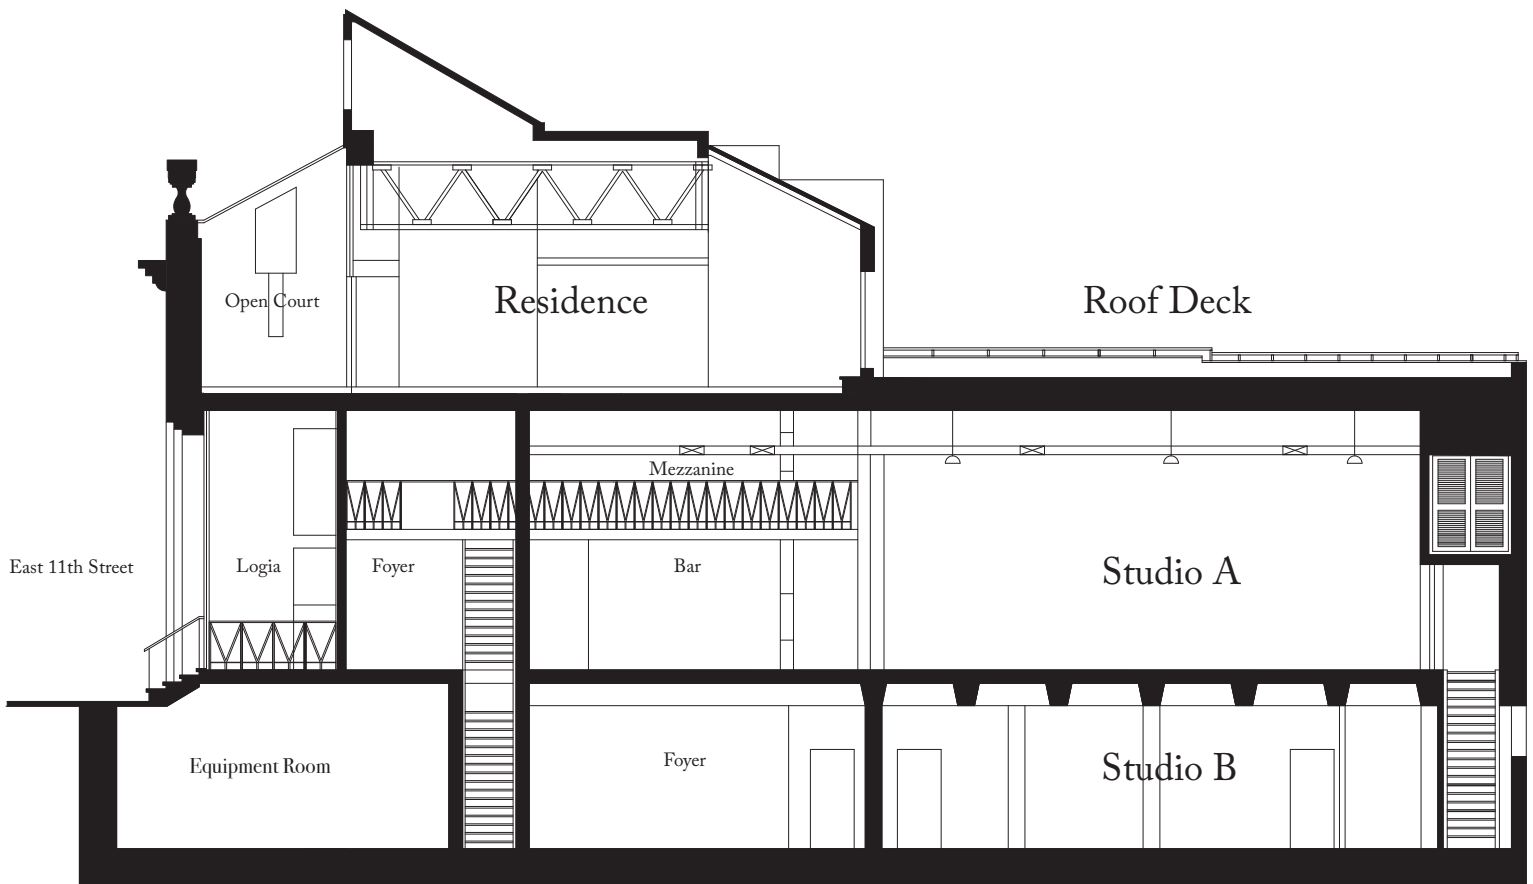 Open Court
Residence
Roof Deck
Mezzanine
East 11th Street
Logia
Foyer
Bar
Studio A
Equipment Room
Foyer
Studio B